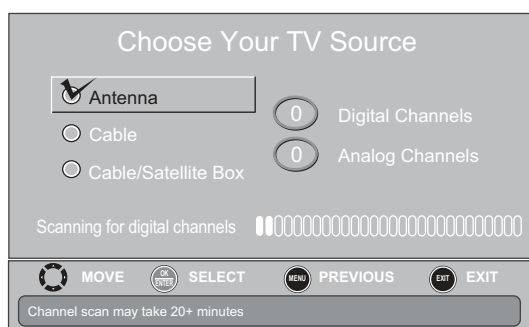 Choose Your TV Source
Antenna
Cable
Cable/Satellite Box
0 Digital Channels
0 Analog Channels
Scanning for digital channels
MOVE OK ENTER SELECT MENU PREVIOUS EXIT EXIT
Channel scan may take 20+ minutes